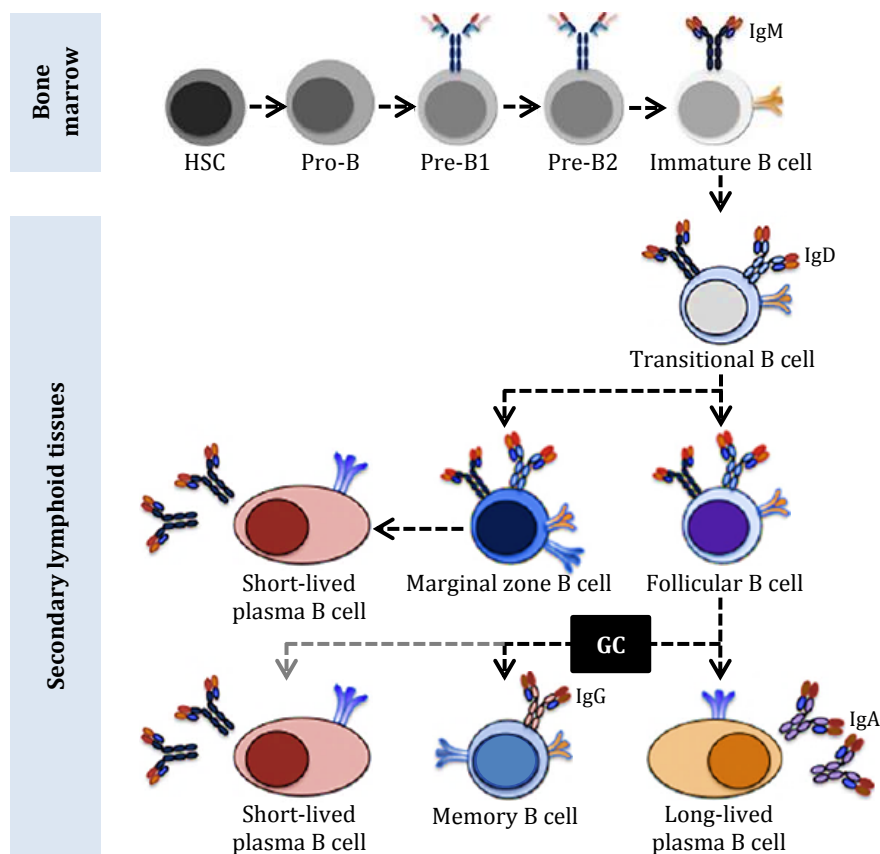 Bone
marrow
IgM
HSC
Pro-B
Pre-B1
Pre-B2
Immature B cell
Secondary lymphoid tissues
IgD
Transitional B cell
Short-lived
plasma B cell
Marginal zone B cell
Follicular B cell
GC
IgG
IgA
Short-lived
plasma B cell
Memory B cell
Long-lived
plasma B cell